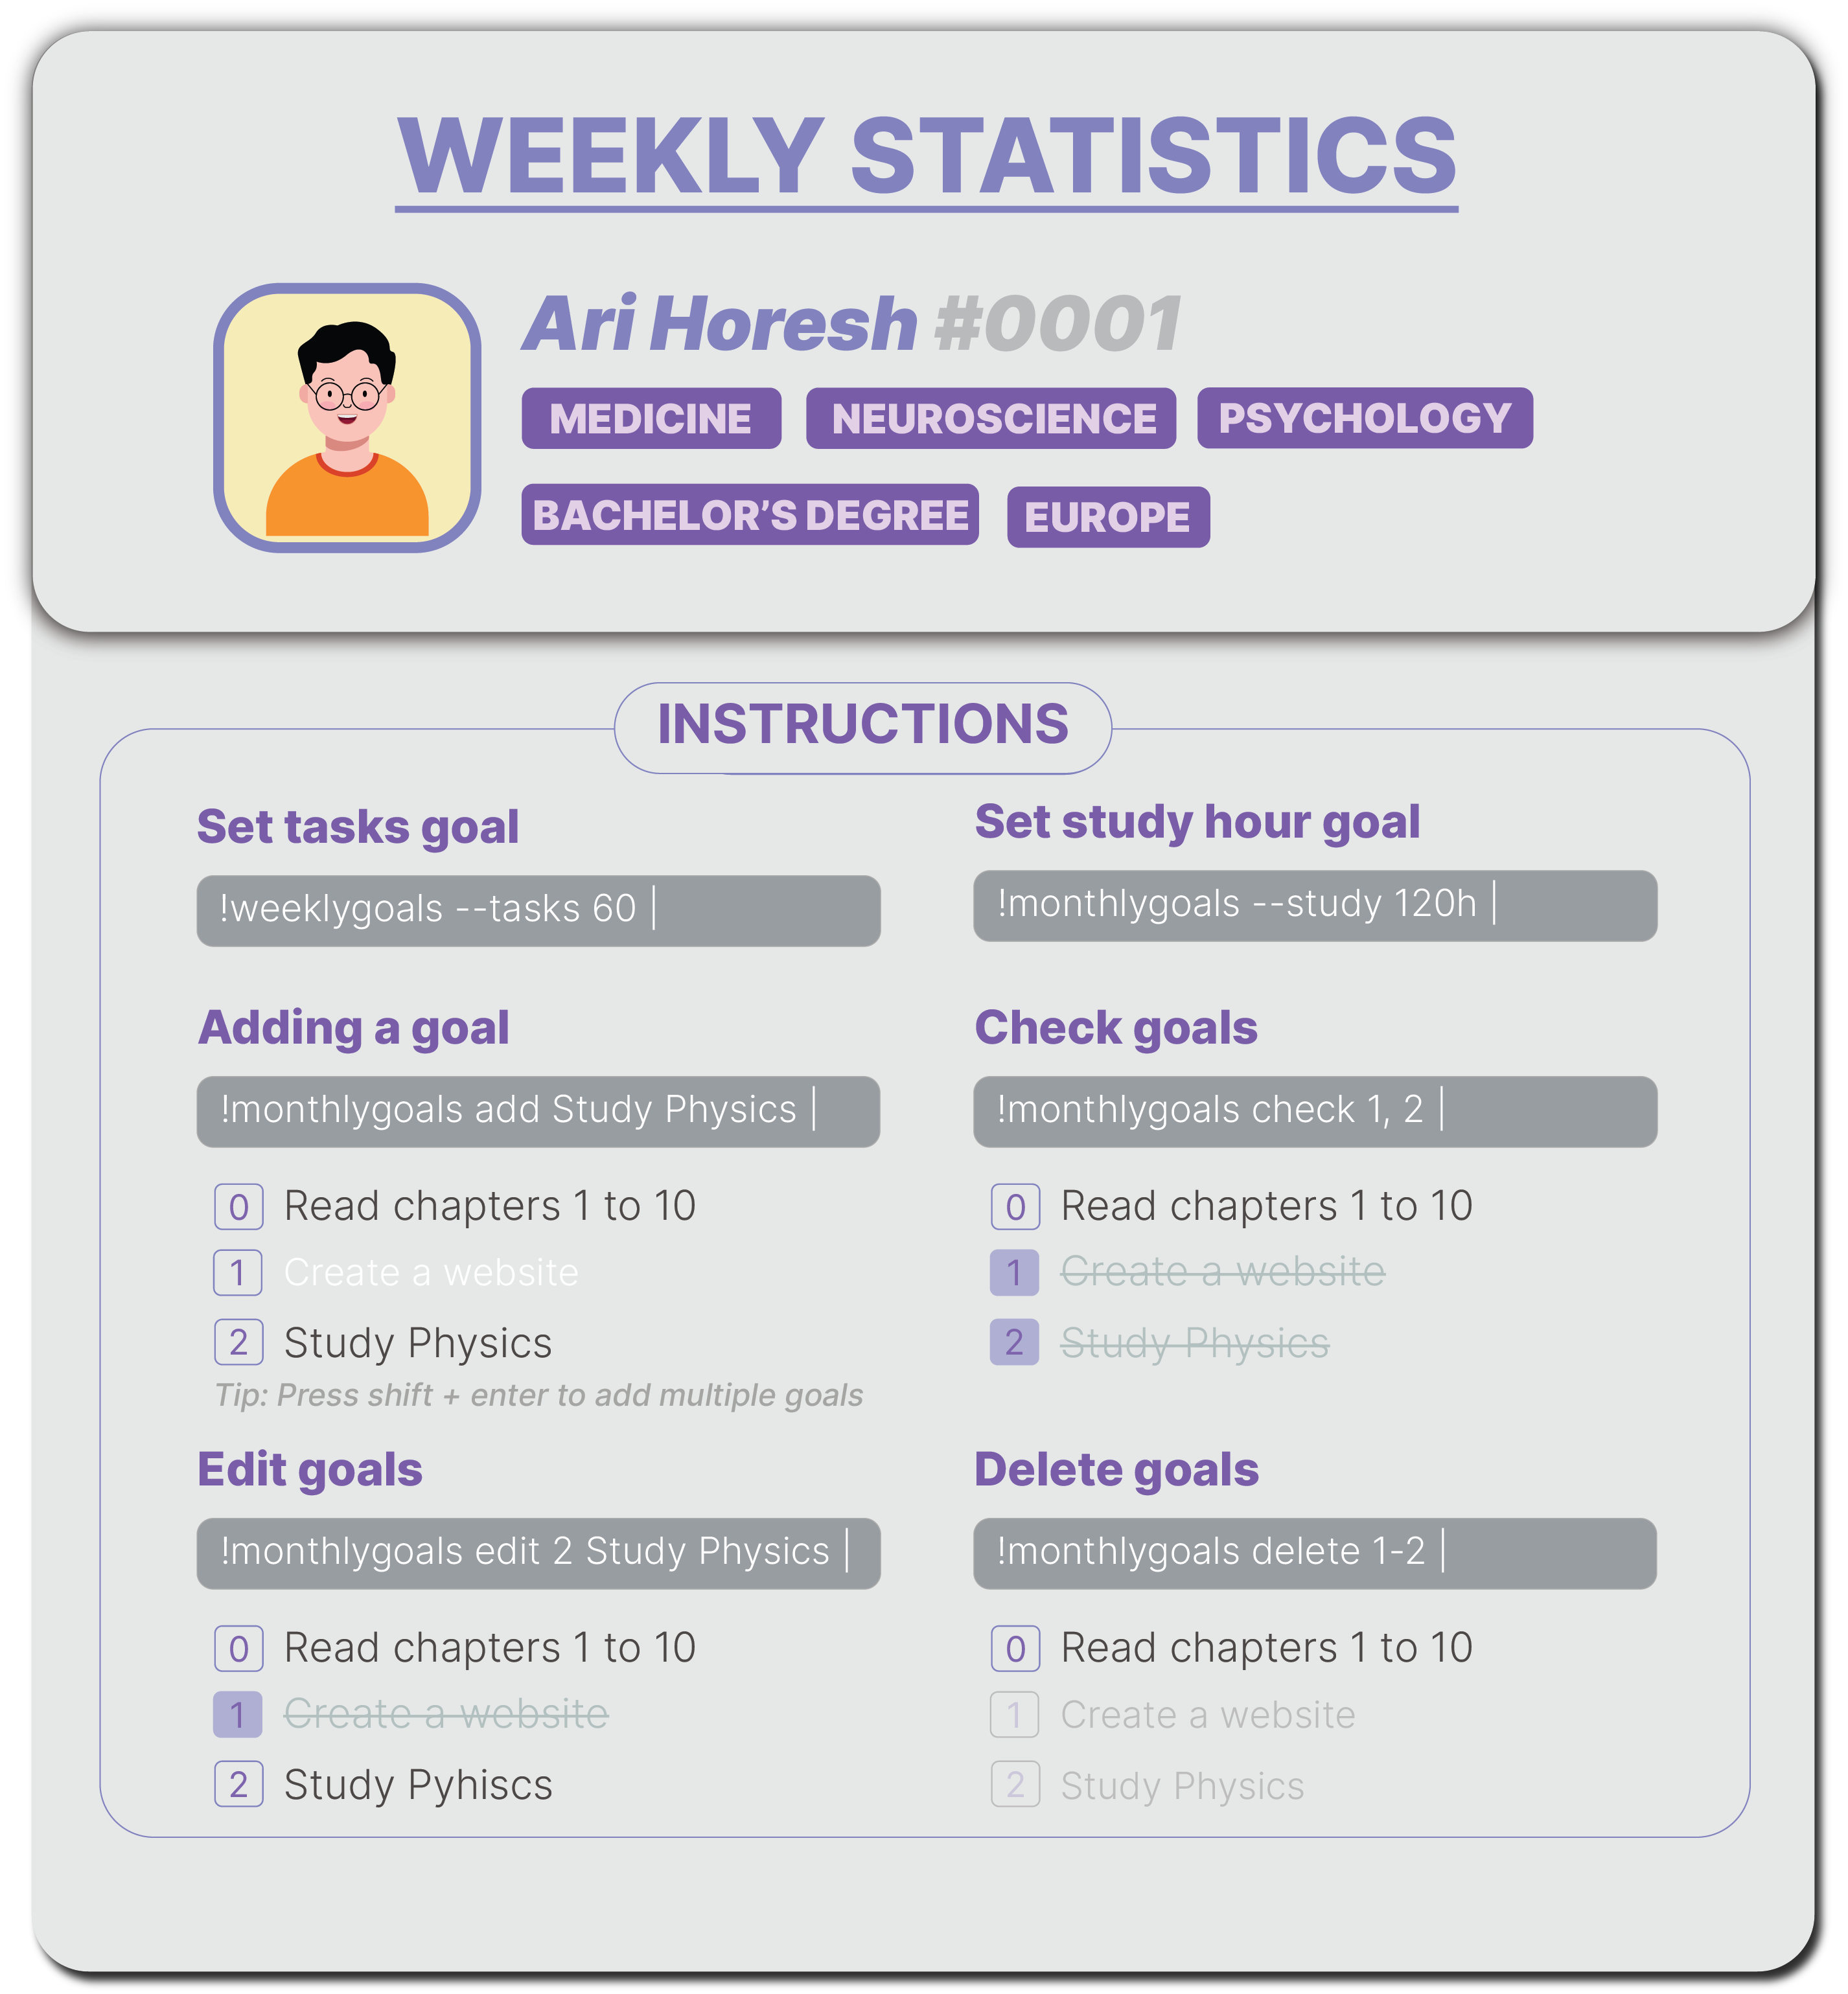 WEEKLY STATISTICS
Ari Horesh #0001
MEDICINE NEUROSCIENCE PSYCHOLOGY
BACHELOR’S DEGREE EUROPE
INSTRUCTIONS
Set tasks goal
!weeklygoals --tasks 60 |
Set study hour goal
!monthlygoals --study 120h |
Adding a goal
!monthlygoals add Study Physics |
0 Read chapters 1 to 10
1 Create a website
2 Study Physics
Tip: Press shift + enter to add multiple goals
Check goals
!monthlygoals check 1, 2 |
0 Read chapters 1 to 10
1 Create a website
2 Study Physics
Edit goals
!monthlygoals edit 2 Study Physics |
0 Read chapters 1 to 10
1 Create a website
2 Study Pyhiscs
Delete goals
!monthlygoals delete 1-2 |
0 Read chapters 1 to 10
1 Create a website
2 Study Physics